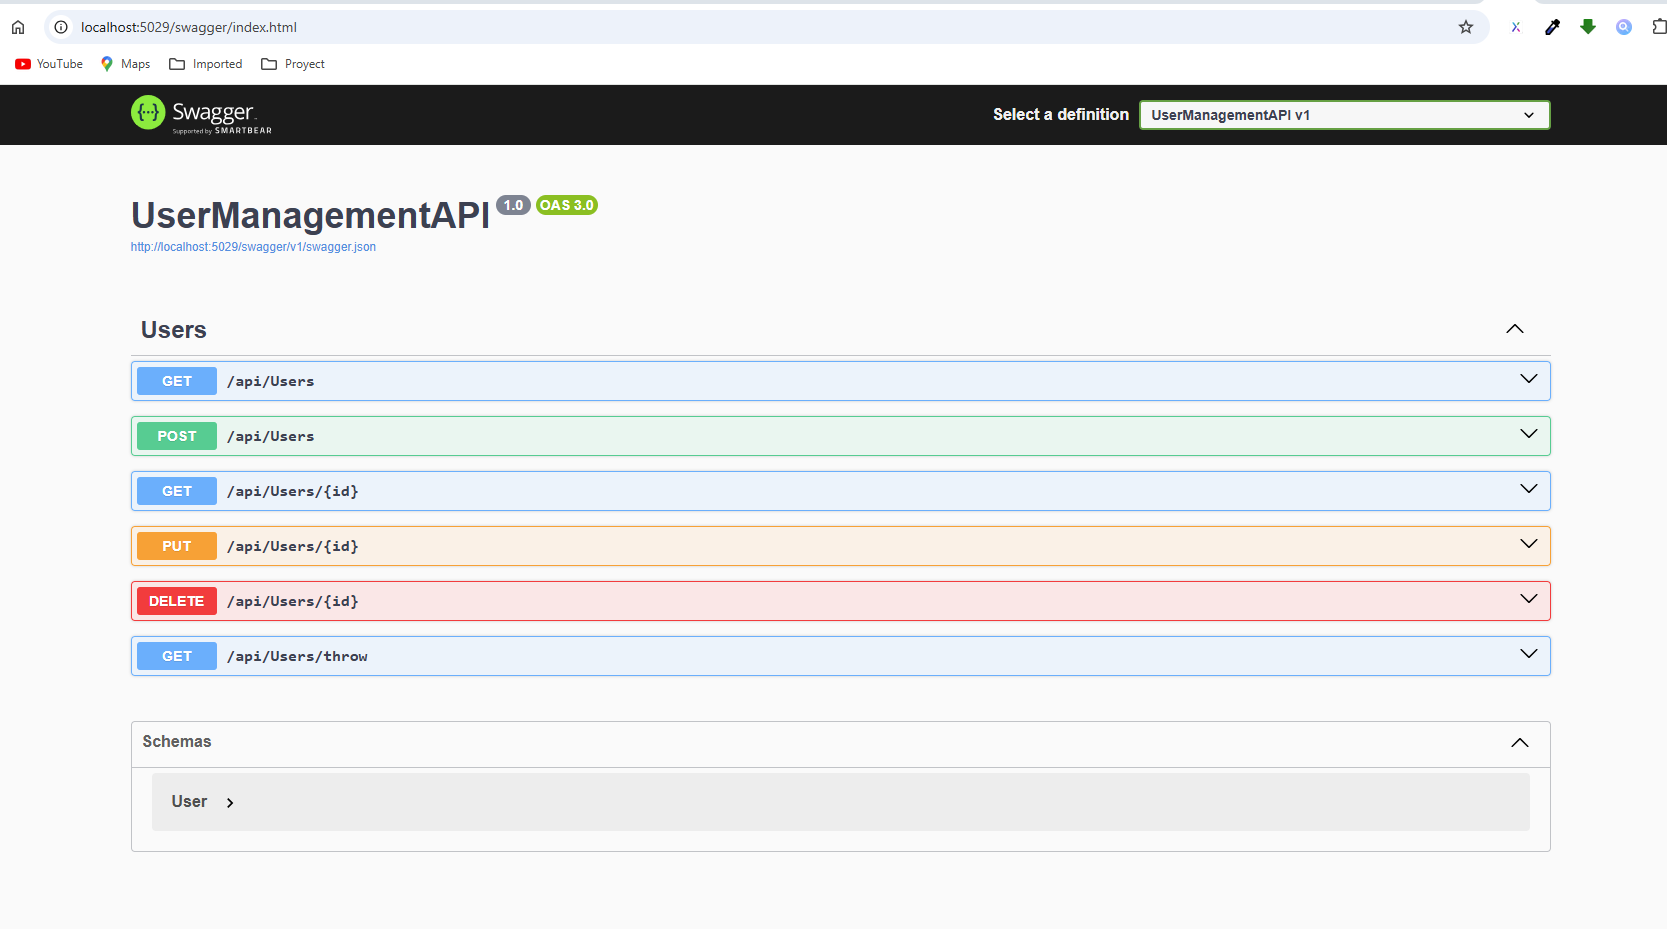 localhost:5029/swagger/index.html
YouTube Maps Imported Proyect
{···} Swagger
Supported by SMARTBEAR
Select a definition UserManagementAPI v1
UserManagementAPI 1.0 OAS 3.0
http://localhost:5029/swagger/v1/swagger.json
Users
GET /api/Users
POST /api/Users
GET /api/Users/{id}
PUT /api/Users/{id}
DELETE /api/Users/{id}
GET /api/Users/throw
Schemas
User